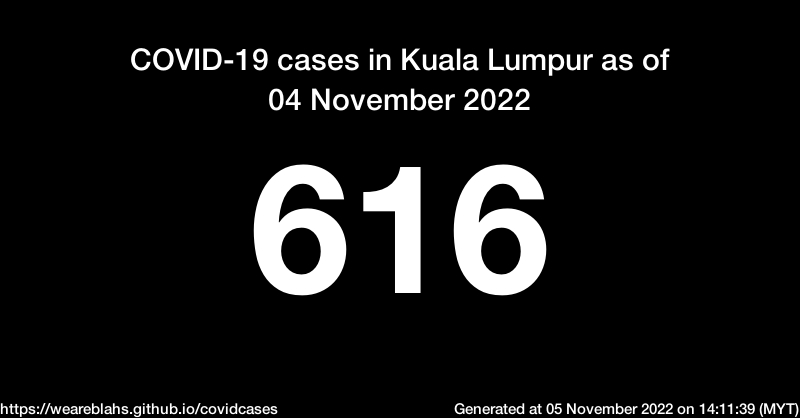 COVID-19 cases in Kuala Lumpur as of
04 November 2022
616
https://weareblahs.github.io/covidcases
Generated at 05 November 2022 on 14:11:39 (MYT)